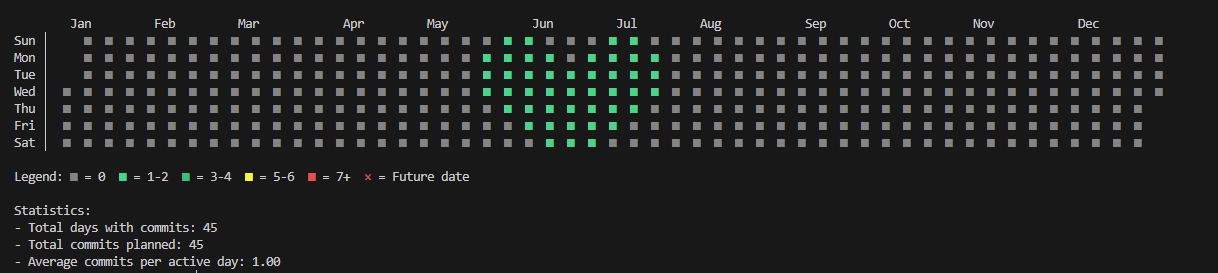 Jan Feb Mar Apr May Jun Jul Aug Sep Oct Nov Dec
Sun
Mon
Tue
Wed
Thu
Fri
Sat
Legend: ■ = 0 ■ = 1-2 ■ = 3-4 ■ = 5-6 ■ = 7+ × = Future date
Statistics:
- Total days with commits: 45
- Total commits planned: 45
- Average commits per active day: 1.00